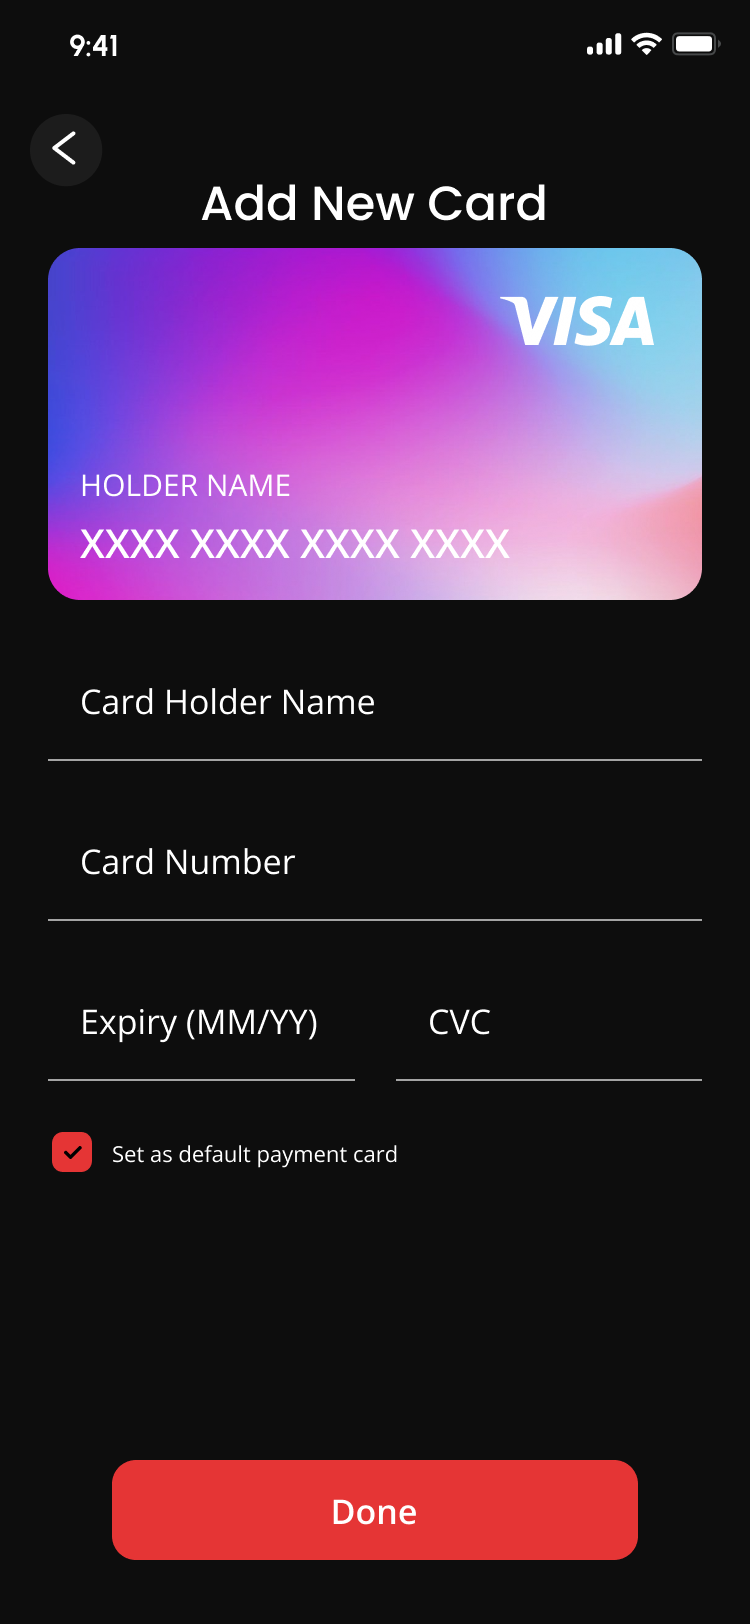 9:41
Add New Card
VISA
HOLDER NAME
XXXX XXXX XXXX XXXX
Card Holder Name
Card Number
Expiry (MM/YY) CVC
Set as default payment card
Done